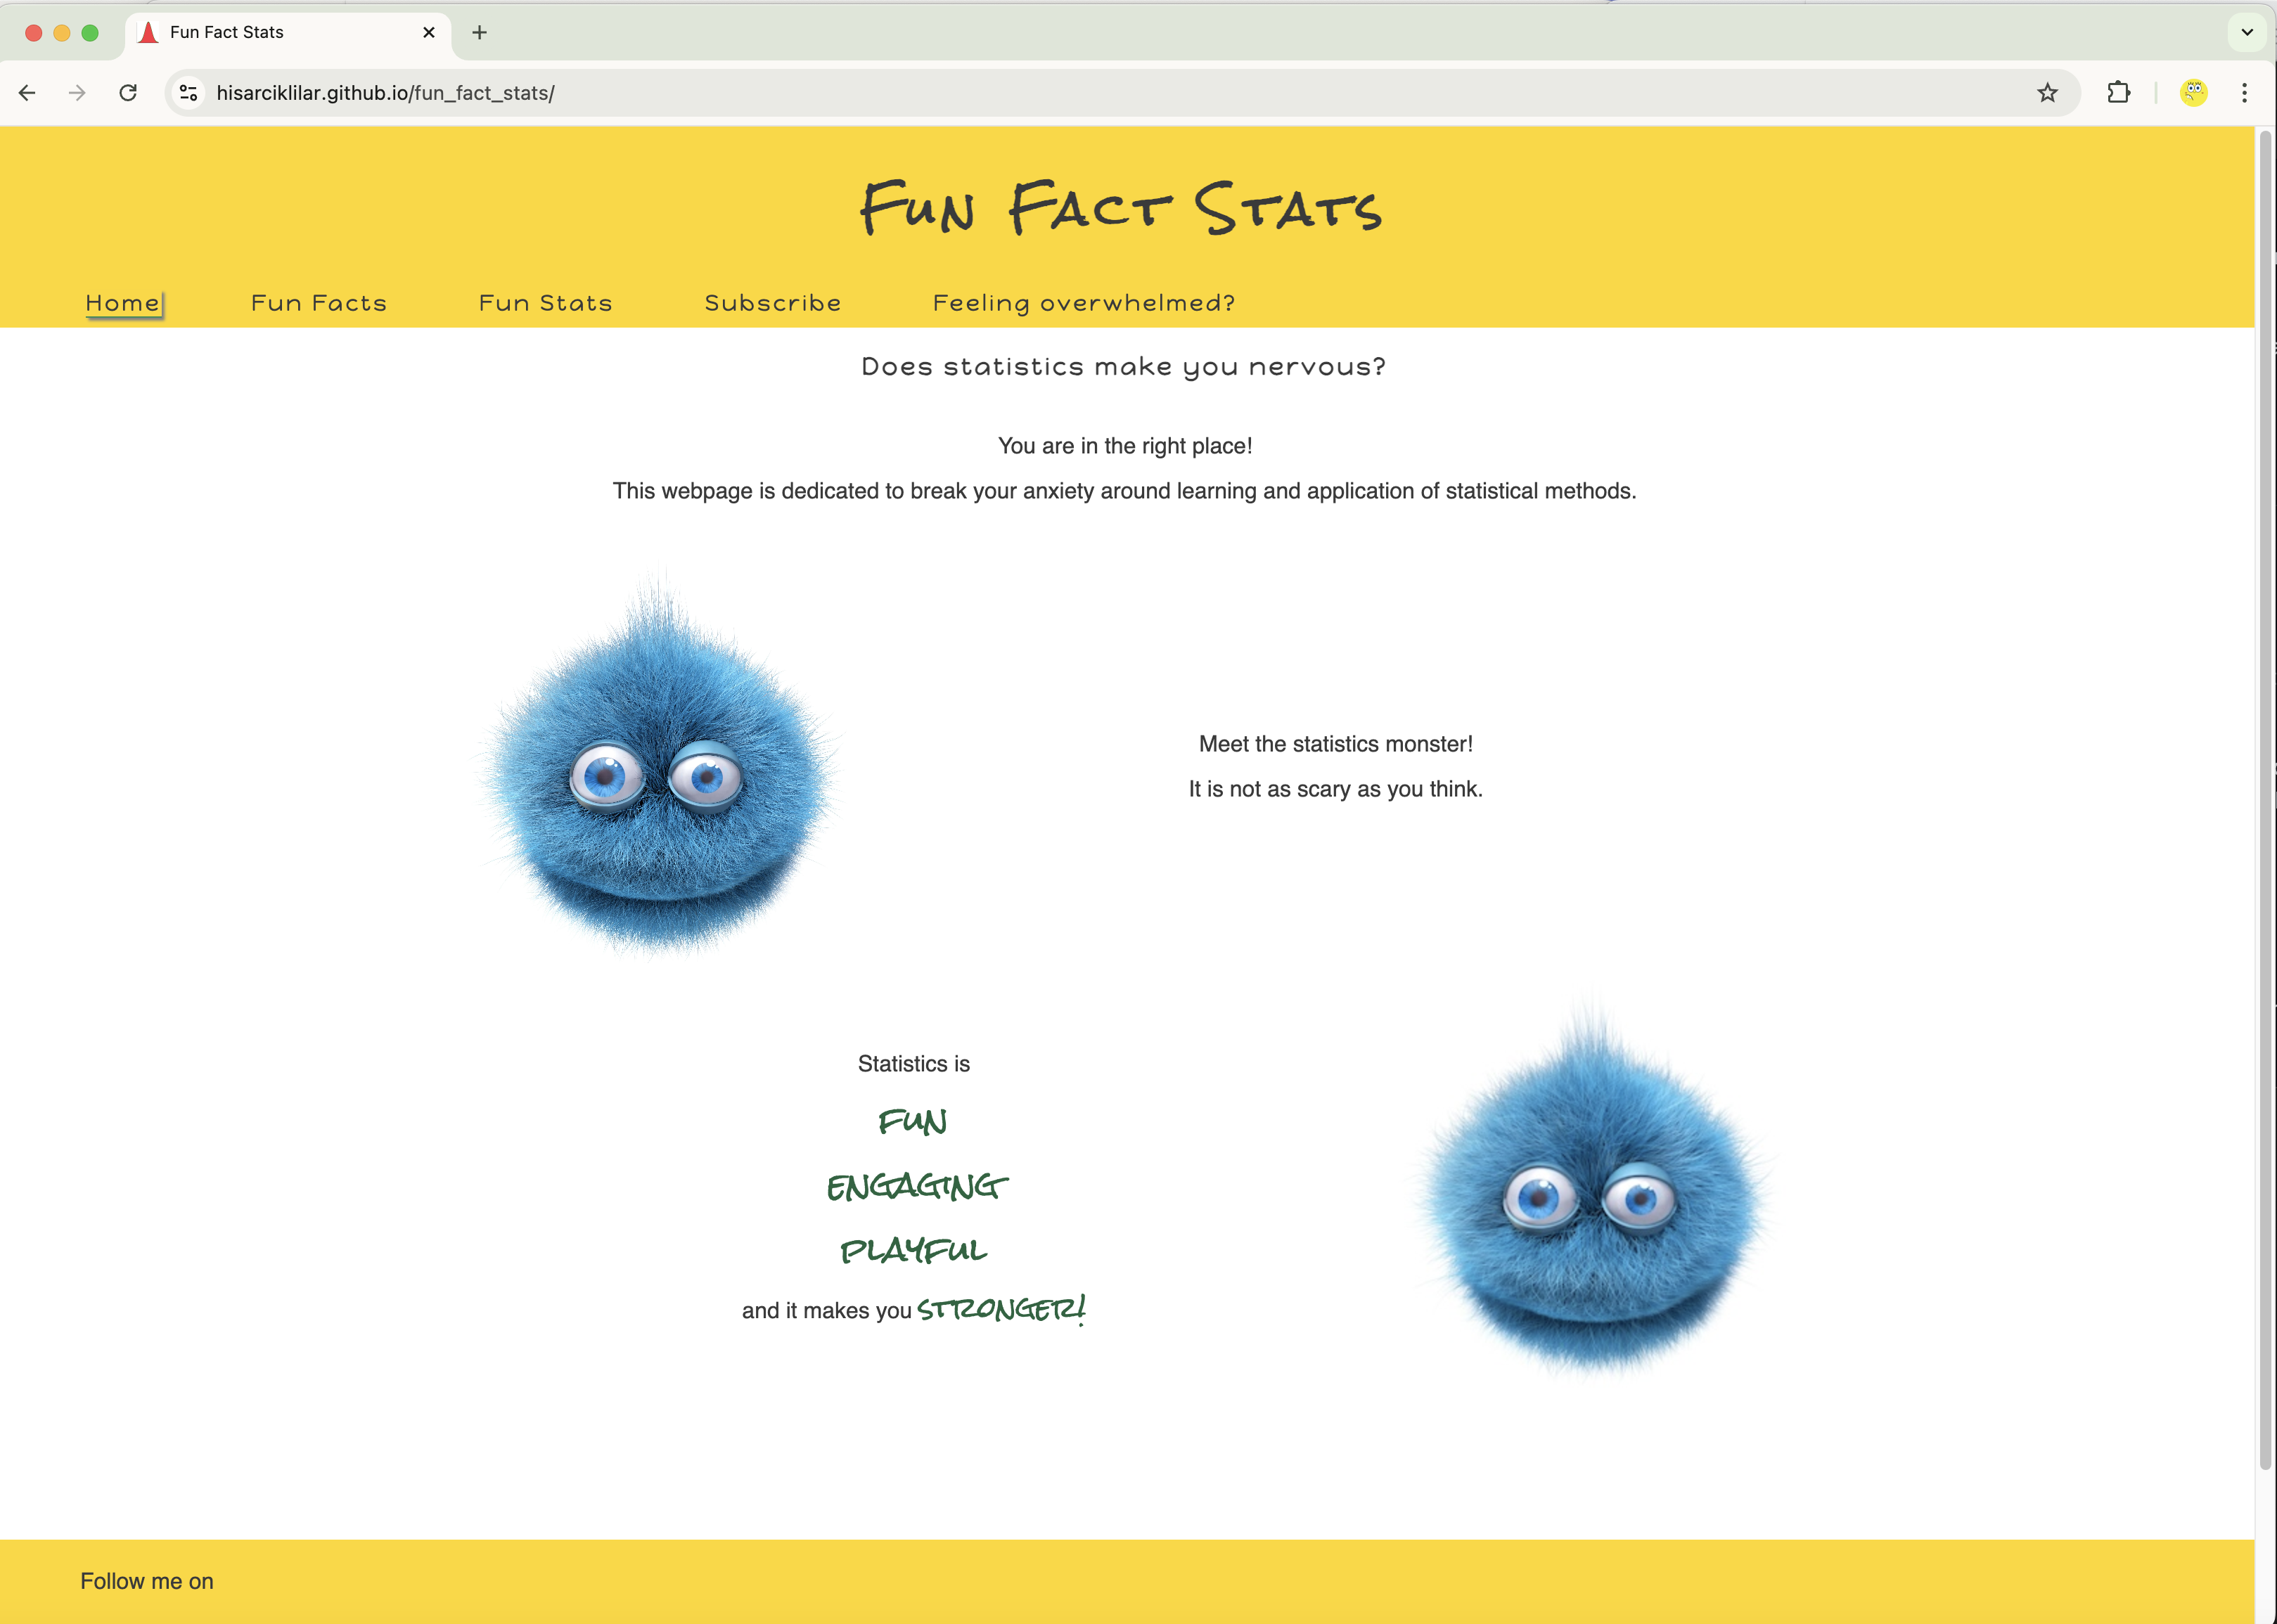 Fun Fact Stats
hisarciklilar.github.io/fun_fact_stats/
Fun Fact Stats
Home
Fun Facts
Fun Stats
Subscribe
Feeling overwhelmed?
Does statistics make you nervous?
You are in the right place!
This webpage is dedicated to break your anxiety around learning and application of statistical methods.
Meet the statistics monster!
It is not as scary as you think.
Statistics is
FUN
ENGAGING
PLAYFUL
and it makes you STRONGER!
Follow me on